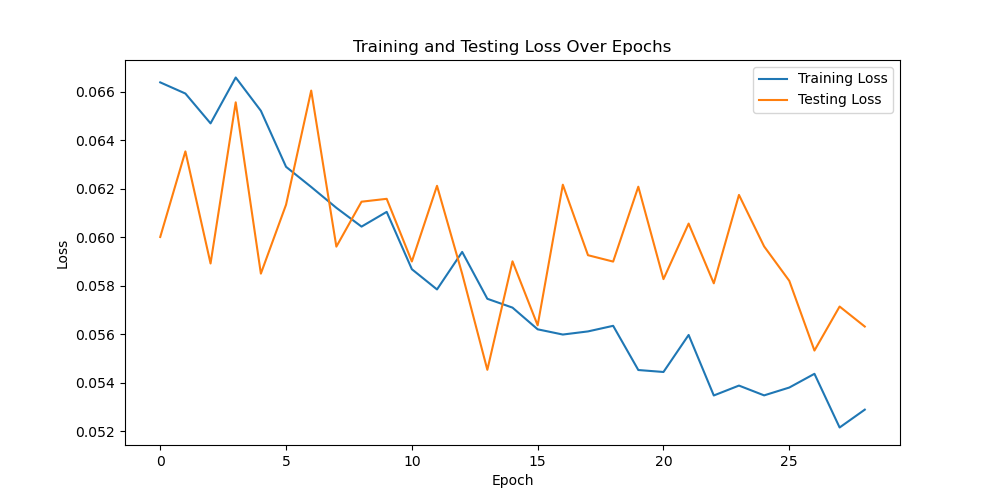 Training and Testing Loss Over Epochs
Training Loss
Testing Loss
0.066
0.064
0.062
0.060
0.058
0.056
0.054
0.052
Loss
0 5 10 15 20 25
Epoch